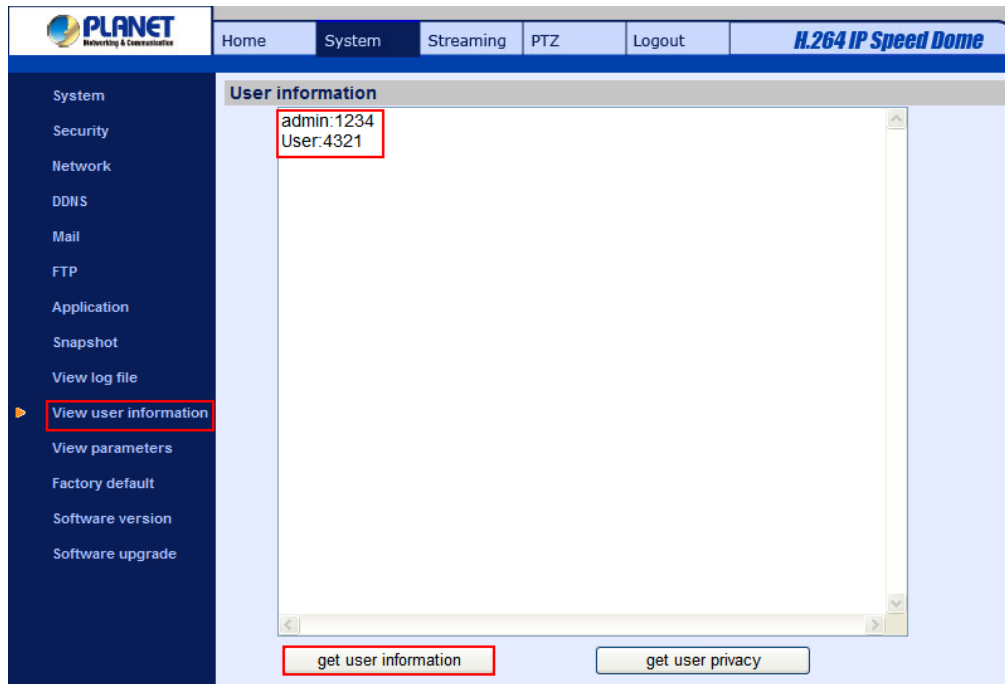 PLANET
Networking & Communication
Home
System
Streaming
PTZ
Logout
H.264 IP Speed Dome
System
Security
Network
DDNS
Mail
FTP
Application
Snapshot
View log file
View user information
View parameters
Factory default
Software version
Software upgrade
User information
admin:1234
User:4321
get user information
get user privacy